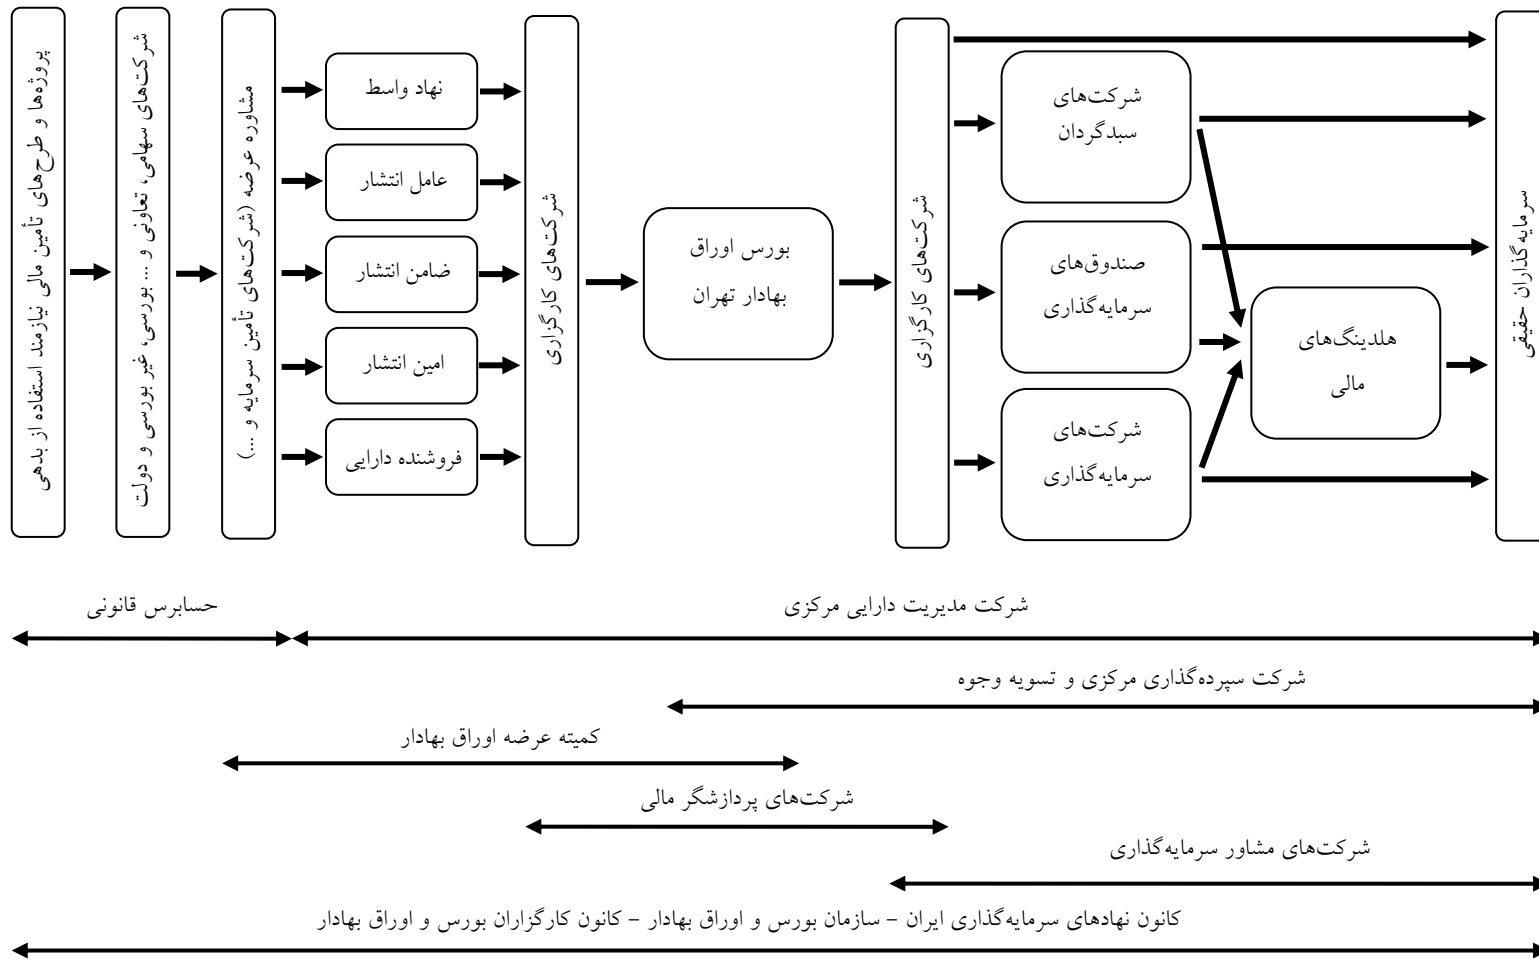 پروژه‌ها و طرح‌های تأمین مالی نیازمند استفاده از بدهی
شرکت‌های سهامی، تعاونی و ... بورسی، غیر بورسی و دولت
مشاوره عرضه (شرکت‌های تأمین سرمایه و ...)
نهاد واسط
عامل انتشار
ضامن انتشار
امین انتشار
فروشنده دارایی
شرکت‌های کارگزاری
بورس اوراق
بهادار تهران
شرکت‌های کارگزاری
شرکت‌های
سبدگردان
صندوق‌های
سرمایه‌گذاری
شرکت‌های
سرمایه‌گذاری
هلدینگ‌های
مالی
سرمایه‌گذاران حقیقی
حسابرس قانونی
شرکت مدیریت دارایی مرکزی
شرکت سپرده‌گذاری مرکزی و تسویه وجوه
کمیته عرضه اوراق بهادار
شرکت‌های پردازشگر مالی
شرکت‌های مشاور سرمایه‌گذاری
کانون نهادهای سرمایه‌گذاری ایران – سازمان بورس و اوراق بهادار – کانون کارگزاران بورس و اوراق بهادار